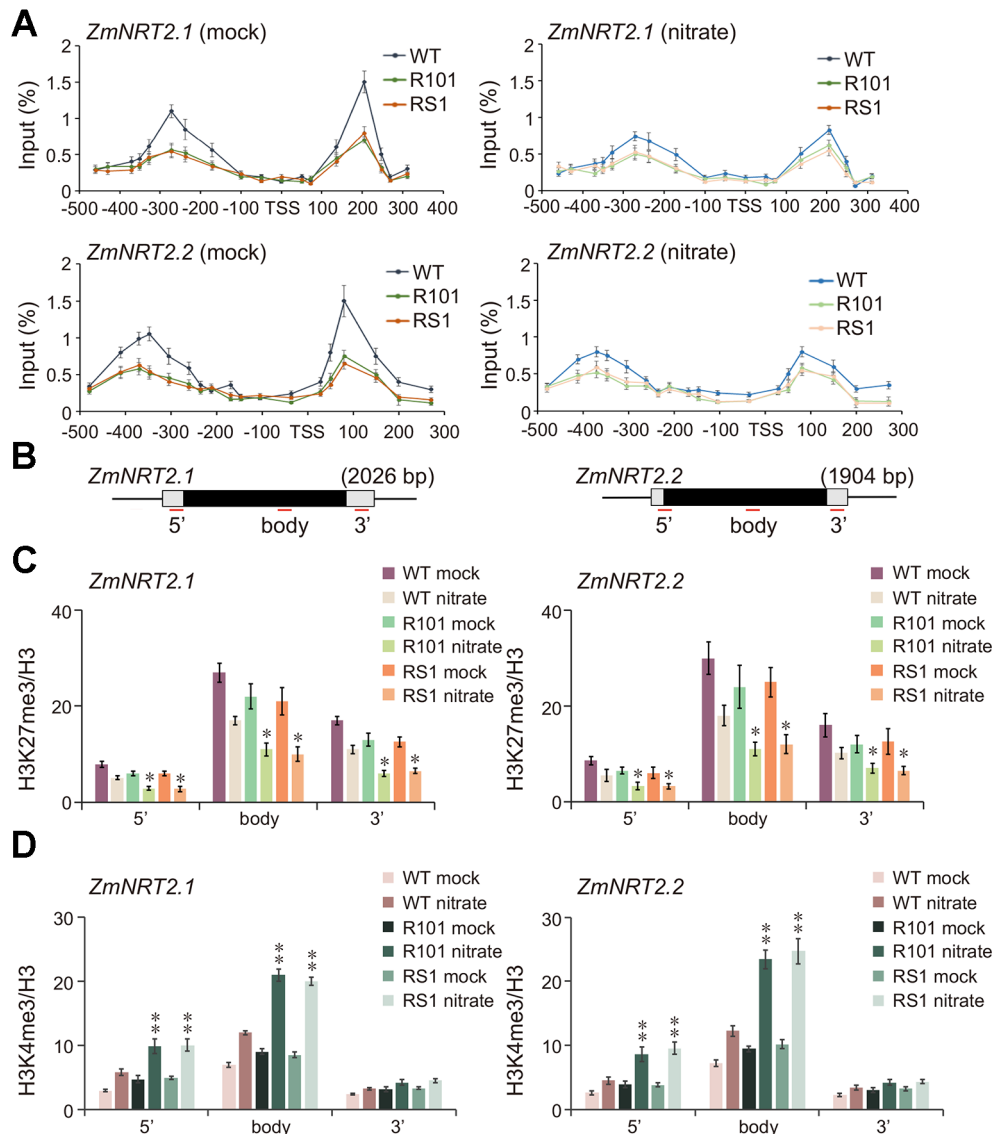 A
ZmNRT2.1 (mock)
ZmNRT2.1 (nitrate)
Input (%)
2
1.5
1
0.5
0
-500 -400 -300 -200 -100 TSS 100 200 300 400
WT
R101
RS1
Input (%)
2
1.5
1
0.5
0
-500 -400 -300 -200 -100 TSS 100 200 300 400
WT
R101
RS1
ZmNRT2.2 (mock)
ZmNRT2.2 (nitrate)
Input (%)
2
1.5
1
0.5
0
-500 -400 -300 -200 -100 TSS 100 200 300
WT
R101
RS1
Input (%)
2
1.5
1
0.5
0
-500 -400 -300 -200 -100 TSS 100 200 300
WT
R101
RS1
B
ZmNRT2.1 (2026 bp)
5' body 3'
ZmNRT2.2 (1904 bp)
5' body 3'
C
ZmNRT2.1
WT mock
WT nitrate
R101 mock
R101 nitrate
RS1 mock
RS1 nitrate
H3K27me3/H3
40
20
0
* * * * * *
5' body 3'
ZmNRT2.2
WT mock
WT nitrate
R101 mock
R101 nitrate
RS1 mock
RS1 nitrate
H3K27me3/H3
40
20
0
* * * * * *
5' body 3'
D
ZmNRT2.1
WT mock
WT nitrate
R101 mock
R101 nitrate
RS1 mock
RS1 nitrate
H3K4me3/H3
30
20
10
0
** ** ** **
5' body 3'
ZmNRT2.2
WT mock
WT nitrate
R101 mock
R101 nitrate
RS1 mock
RS1 nitrate
H3K4me3/H3
30
20
10
0
** ** ** **
5' body 3'